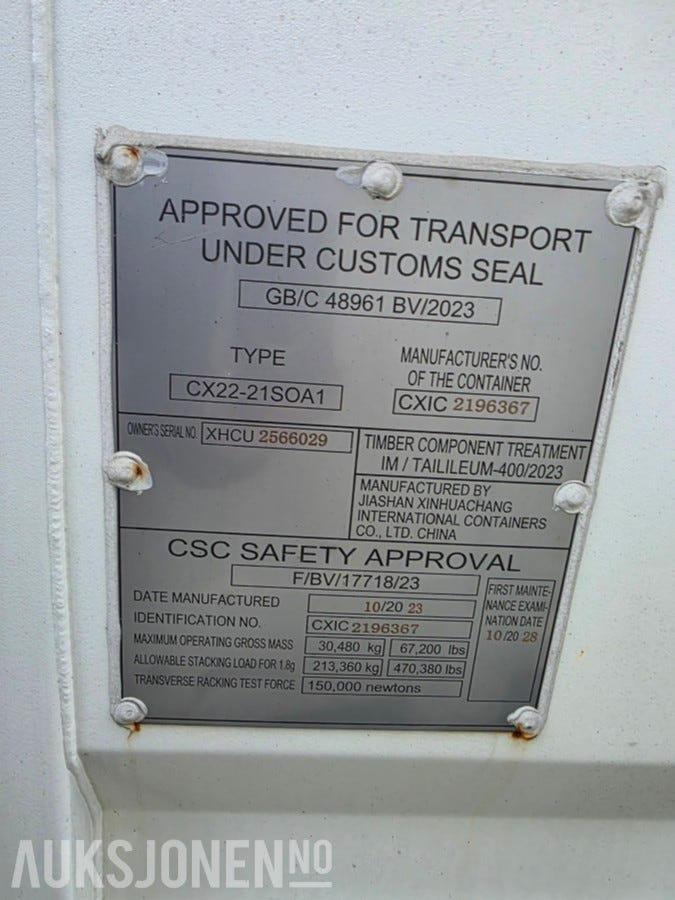 APPROVED FOR TRANSPORT
UNDER CUSTOMS SEAL
GB/C 48961 BV/2023
TYPE
CX22-21SOA1
MANUFACTURER'S NO.
OF THE CONTAINER
CXIC 2196367
OWNER'S SERIAL NO. XHCU 2566029
TIMBER COMPONENT TREATMENT
IM / TAILILEUM-400/2023
MANUFACTURED BY
JIASHAN XINHUACHANG
INTERNATIONAL CONTAINERS
CO., LTD. CHINA
CSC SAFETY APPROVAL
F/BV/17718/23
DATE MANUFACTURED 10/20 23
IDENTIFICATION NO. CXIC 2196367
MAXIMUM OPERATING GROSS MASS 30,480 kg 67,200 lbs
ALLOWABLE STACKING LOAD FOR 1.8g 213,360 kg 470,380 lbs
TRANSVERSE RACKING TEST FORCE 150,000 newtons
FIRST MAINTE-
NANCE EXAMI-
NATION DATE
10/20 28
AUKSJONEN NO